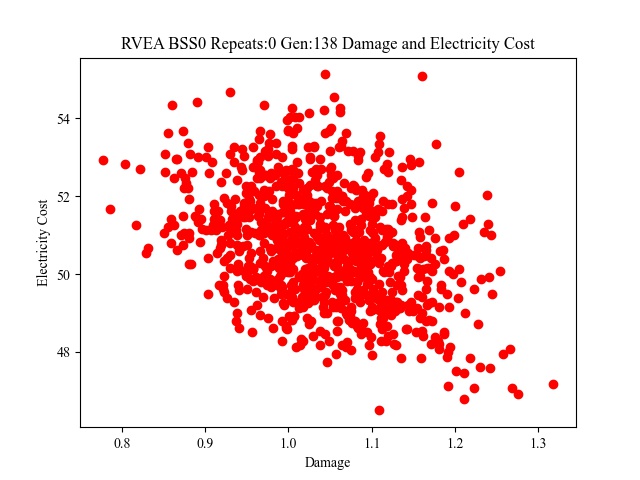 RVEA BSS0 Repeats:0 Gen:138 Damage and Electricity Cost
54
52
50
48
Electricity Cost
0.8 0.9 1.0 1.1 1.2 1.3
Damage